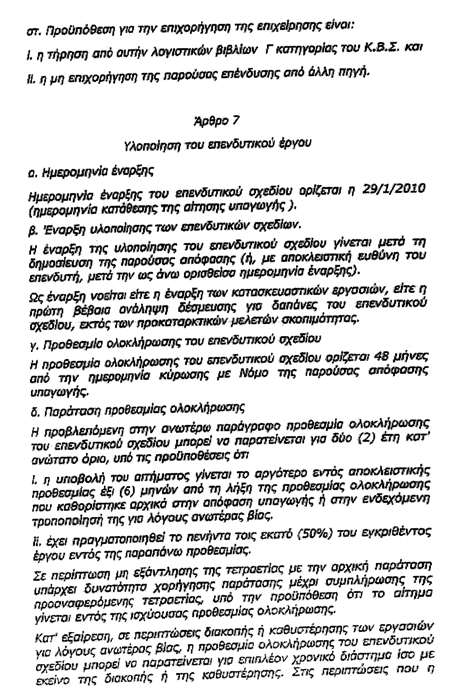 στ. Προϋπόθεση για την επιχορήγηση της επιχείρησης είναι:
i. η τήρηση από αυτήν λογιστικών βιβλίων Γ κατηγορίας του Κ.Β.Σ. και
ii. η μη επιχορήγηση της παρούσας επένδυσης από άλλη πηγή.
Άρθρο 7
Υλοποίηση του επενδυτικού έργου
α. Ημερομηνία έναρξης
Ημερομηνία έναρξης του επενδυτικού σχεδίου ορίζεται η 29/1/2010
(ημερομηνία κατάθεσης της αίτησης υπαγωγής ).
β. Έναρξη υλοποίησης των επενδυτικών σχεδίων.
Η έναρξη της υλοποίησης του επενδυτικού σχεδίου γίνεται μετά τη
δημοσίευση της παρούσας απόφασης (ή, με αποκλειστική ευθύνη του
επενδυτή, μετά την ως άνω ορισθείσα ημερομηνία έναρξης).
Ως έναρξη νοείται είτε η έναρξη των κατασκευαστικών εργασιών, είτε η
πρώτη βέβαια ανάληψη δέσμευσης για δαπάνες του επενδυτικού
σχεδίου, εκτός των προκαταρκτικών μελετών σκοπιμότητας.
γ. Προθεσμία ολοκλήρωσης του επενδυτικού σχεδίου
Η προθεσμία ολοκλήρωσης του επενδυτικού σχεδίου ορίζεται 48 μήνες
από την ημερομηνία κύρωσης με Νόμο της παρούσας απόφασης
υπαγωγής.
δ. Παράταση προθεσμίας ολοκλήρωσης
Η προβλεπόμενη στην ανωτέρω παράγραφο προθεσμία ολοκλήρωσης
του επενδυτικού σχεδίου μπορεί να παρατείνεται για δύο (2) έτη κατ'
ανώτατο όριο, υπό τις προϋποθέσεις ότι
i. η υποβολή του αιτήματος γίνεται το αργότερο εντός αποκλειστικής
προθεσμίας έξι (6) μηνών από τη λήξη της προθεσμίας ολοκλήρωσης
που καθορίστηκε αρχικά στην απόφαση υπαγωγής ή στην ενδεχόμενη
τροποποίησή της για λόγους ανωτέρας βίας.
ii. έχει πραγματοποιηθεί το πενήντα τοις εκατό (50%) του εγκριθέντος
έργου εντός της παραπάνω προθεσμίας.
Σε περίπτωση μη εξάντλησης της τετραετίας με την αρχική παράταση
υπάρχει δυνατότητα χορήγησης παράτασης μέχρι συμπλήρωσης της
προαναφερόμενης τετραετίας, υπό την προϋπόθεση ότι το αίτημα
γίνεται εντός της ισχύουσας προθεσμίας ολοκλήρωσης.
Κατ' εξαίρεση, σε περιπτώσεις διακοπής ή καθυστέρησης των εργασιών
για λόγους ανωτέρας βίας, η προθεσμία ολοκλήρωσης του επενδυτικού
σχεδίου μπορεί να παρατείνεται για επιπλέον χρονικό διάστημα ίσο με
εκείνο της διακοπής ή της καθυστέρησης. Στις περιπτώσεις που η